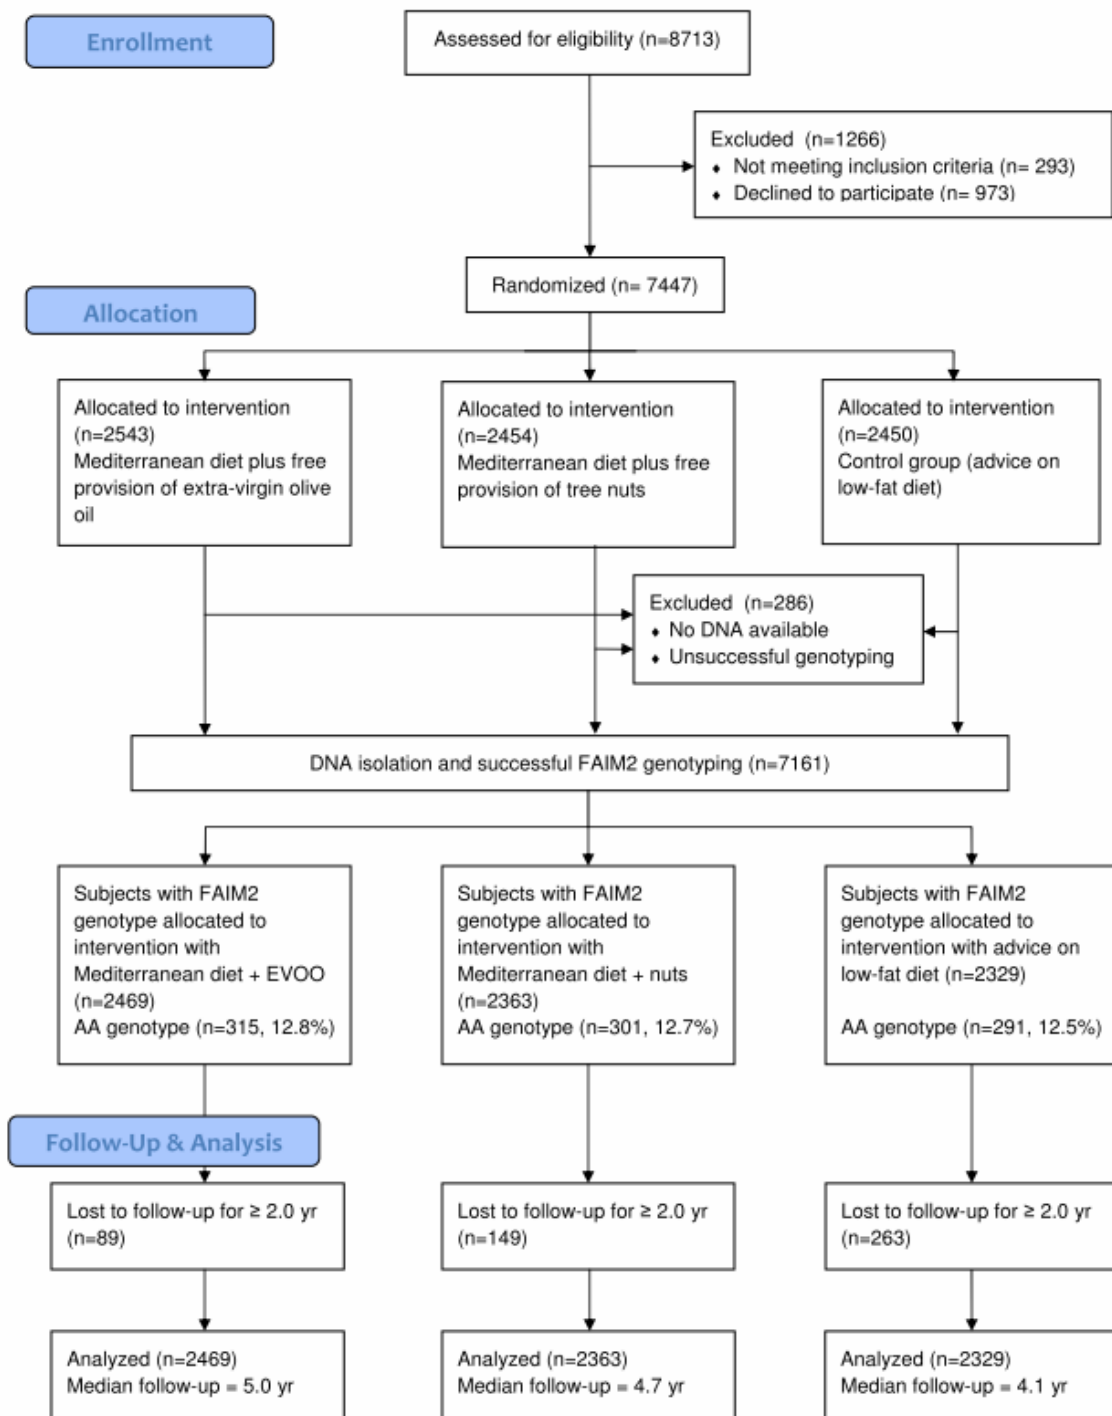 Enrollment
Assessed for eligibility (n=8713)
Excluded (n=1266)
♦ Not meeting inclusion criteria (n= 293)
♦ Declined to participate (n= 973)
Randomized (n= 7447)
Allocation
Allocated to intervention
(n=2543)
Mediterranean diet plus free
provision of extra-virgin olive
oil
Allocated to intervention
(n=2454)
Mediterranean diet plus free
provision of tree nuts
Allocated to intervention
(n=2450)
Control group (advice on
low-fat diet)
Excluded (n=286)
♦ No DNA available
♦ Unsuccessful genotyping
DNA isolation and successful FAIM2 genotyping (n=7161)
Subjects with FAIM2
genotype allocated to
intervention with
Mediterranean diet + EVOO
(n=2469)
AA genotype (n=315, 12.8%)
Subjects with FAIM2
genotype allocated to
intervention with
Mediterranean diet + nuts
(n=2363)
AA genotype (n=301, 12.7%)
Subjects with FAIM2
genotype allocated to
intervention with advice on
low-fat diet (n=2329)
AA genotype (n=291, 12.5%)
Follow-Up & Analysis
Lost to follow-up for ≥ 2.0 yr
(n=89)
Lost to follow-up for ≥ 2.0 yr
(n=149)
Lost to follow-up for ≥ 2.0 yr
(n=263)
Analyzed (n=2469)
Median follow-up = 5.0 yr
Analyzed (n=2363)
Median follow-up = 4.7 yr
Analyzed (n=2329)
Median follow-up = 4.1 yr